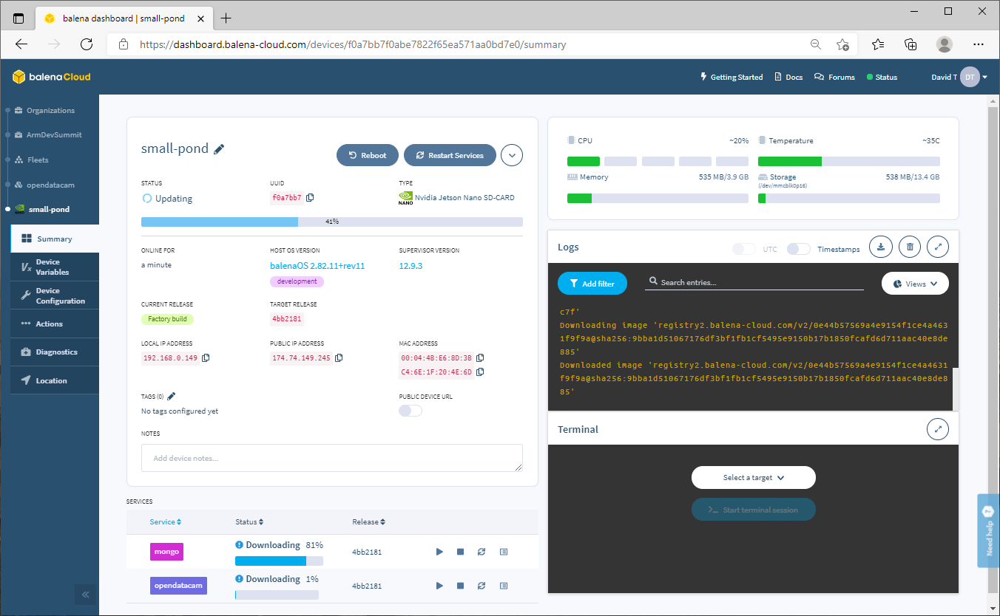 balena dashboard | small-pond
https://dashboard.balena-cloud.com/devices/f0a7bb7f0abe7822f65ea571aa0bd7e0/summary
balenaCloud
Getting Started
Docs
Forums
Status
David T
DT
Organizations
ArmDevSummit
Fleets
opendatacam
small-pond
Summary
Device
Variables
Device
Configuration
Actions
Diagnostics
Location
small-pond
Reboot
Restart Services
STATUS
UUID
TYPE
Updating
f0a7bb7
NANO
Nvidia Jetson Nano SD-CARD
41%
ONLINE FOR
HOST OS VERSION
SUPERVISOR VERSION
a minute
balenaOS 2.82.11+rev11
12.9.3
development
CURRENT RELEASE
TARGET RELEASE
Factory build
4bb2181
LOCAL IP ADDRESS
PUBLIC IP ADDRESS
MAC ADDRESS
192.168.0.149
174.74.149.245
00:04:4B:E6:8D:3B
C4:6E:1F:20:4E:6D
TAGS (0)
PUBLIC DEVICE URL
No tags configured yet
NOTES
Add device notes...
SERVICES
Service
Status
Release
mongo
Downloading 81%
4bb2181
opendatacam
Downloading 1%
4bb2181
CPU
~20%
Temperature
~35C
Memory
535 MB/3.9 GB
Storage
538 MB/13.4 GB
(/dev/mmcblk0p16)
Logs
UTC
Timestamps
Add filter
Search entries...
Views
c7f'
Downloading image 'registry2.balena-cloud.com/v2/0e44b57569a4e9154f1ce4a463
1f9f9a@sha256:9bba1d51067176df3bf1fb1cf5495e9150b17b1850fcafd6d711aac40e8de
885'
Downloaded image 'registry2.balena-cloud.com/v2/0e44b57569a4e9154f1ce4a4631
f9f9a@sha256:9bba1d51067176df3bf1fb1cf5495e9150b17b1850fcafd6d711aac40e8de8
85'
Terminal
Select a target
Start terminal session
Need help